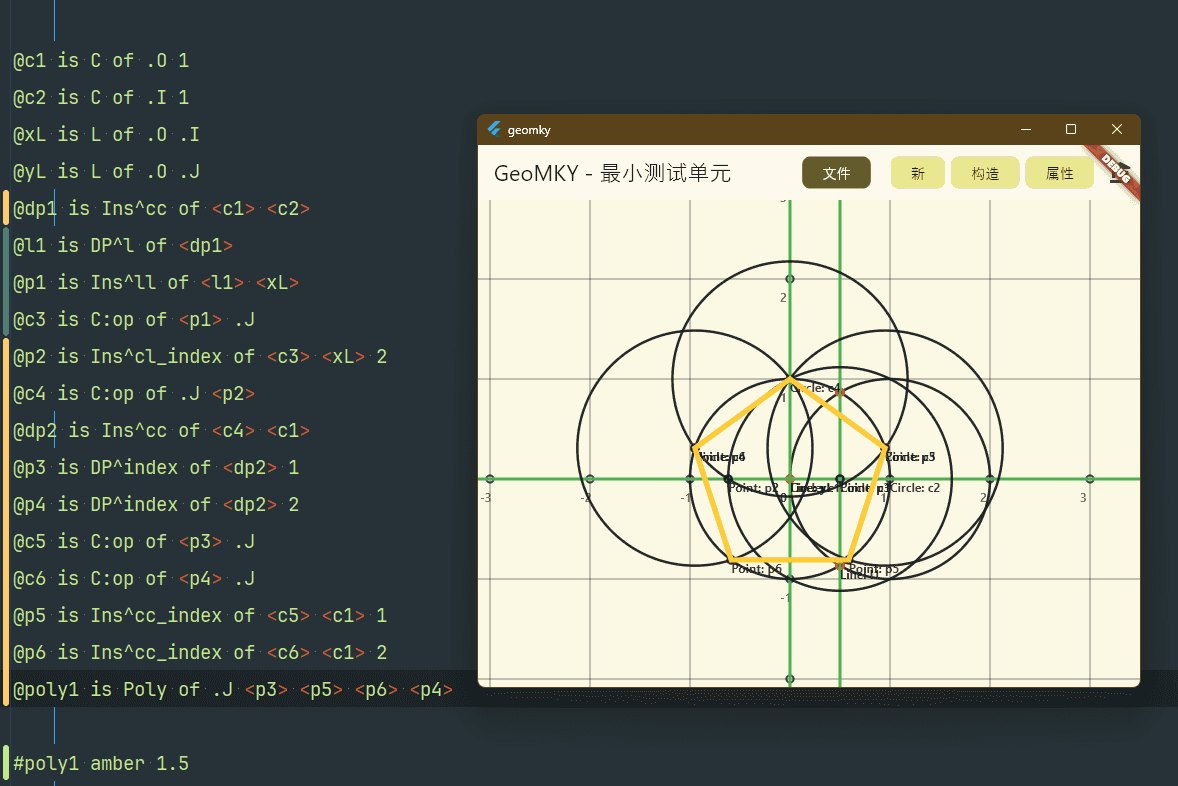 @c1 is C of .O 1
@c2 is C of .I 1
@xL is L of .O .I
@yL is L of .O .J
@dp1 is Ins^cc of <c1> <c2>
@l1 is DP^l of <dp1>
@p1 is Ins^ll of <l1> <xL>
@c3 is C:op of <p1> .J
@p2 is Ins^cl_index of <c3> <xL> 2
@c4 is C:op of .J <p2>
@dp2 is Ins^cc of <c4> <c1>
@p3 is DP^index of <dp2> 1
@p4 is DP^index of <dp2> 2
@c5 is C:op of <p3> .J
@c6 is C:op of <p4> .J
@p5 is Ins^cc_index of <c5> <c1> 1
@p6 is Ins^cc_index of <c6> <c1> 2
@poly1 is Poly of .J <p3> <p5> <p6> <p4>
#poly1 amber 1.5
geomky
GeoMKY - 最小测试单元
文件 新 构造 属性
DEBUG
2
Circle: c4
1
-3 -2 -1 0 1 2 3
Point: p2
Circle: c2
Point: p6
Point: p5
-1